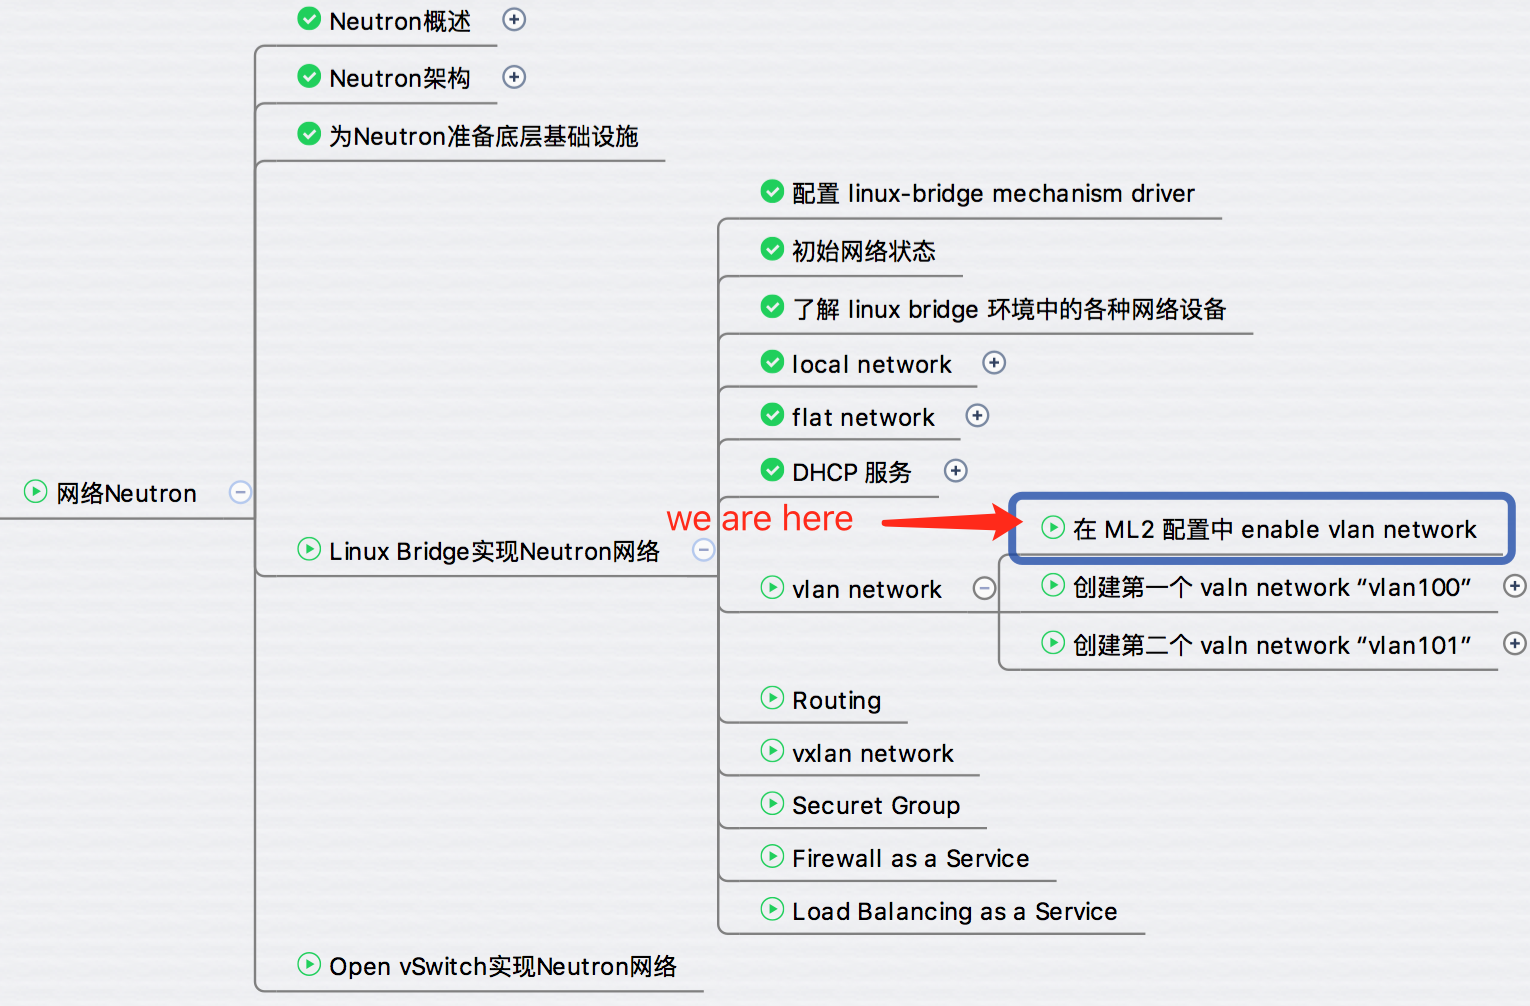 Neutron概述
Neutron架构
为Neutron准备底层基础设施
配置 linux-bridge mechanism driver
初始网络状态
了解 linux bridge 环境中的各种网络设备
local network
flat network
DHCP 服务
网络Neutron
we are here
在 ML2 配置中 enable vlan network
Linux Bridge实现Neutron网络
vlan network
创建第一个 valn network “vlan100”
创建第二个 valn network “vlan101”
Routing
vxlan network
Securet Group
Firewall as a Service
Load Balancing as a Service
Open vSwitch实现Neutron网络